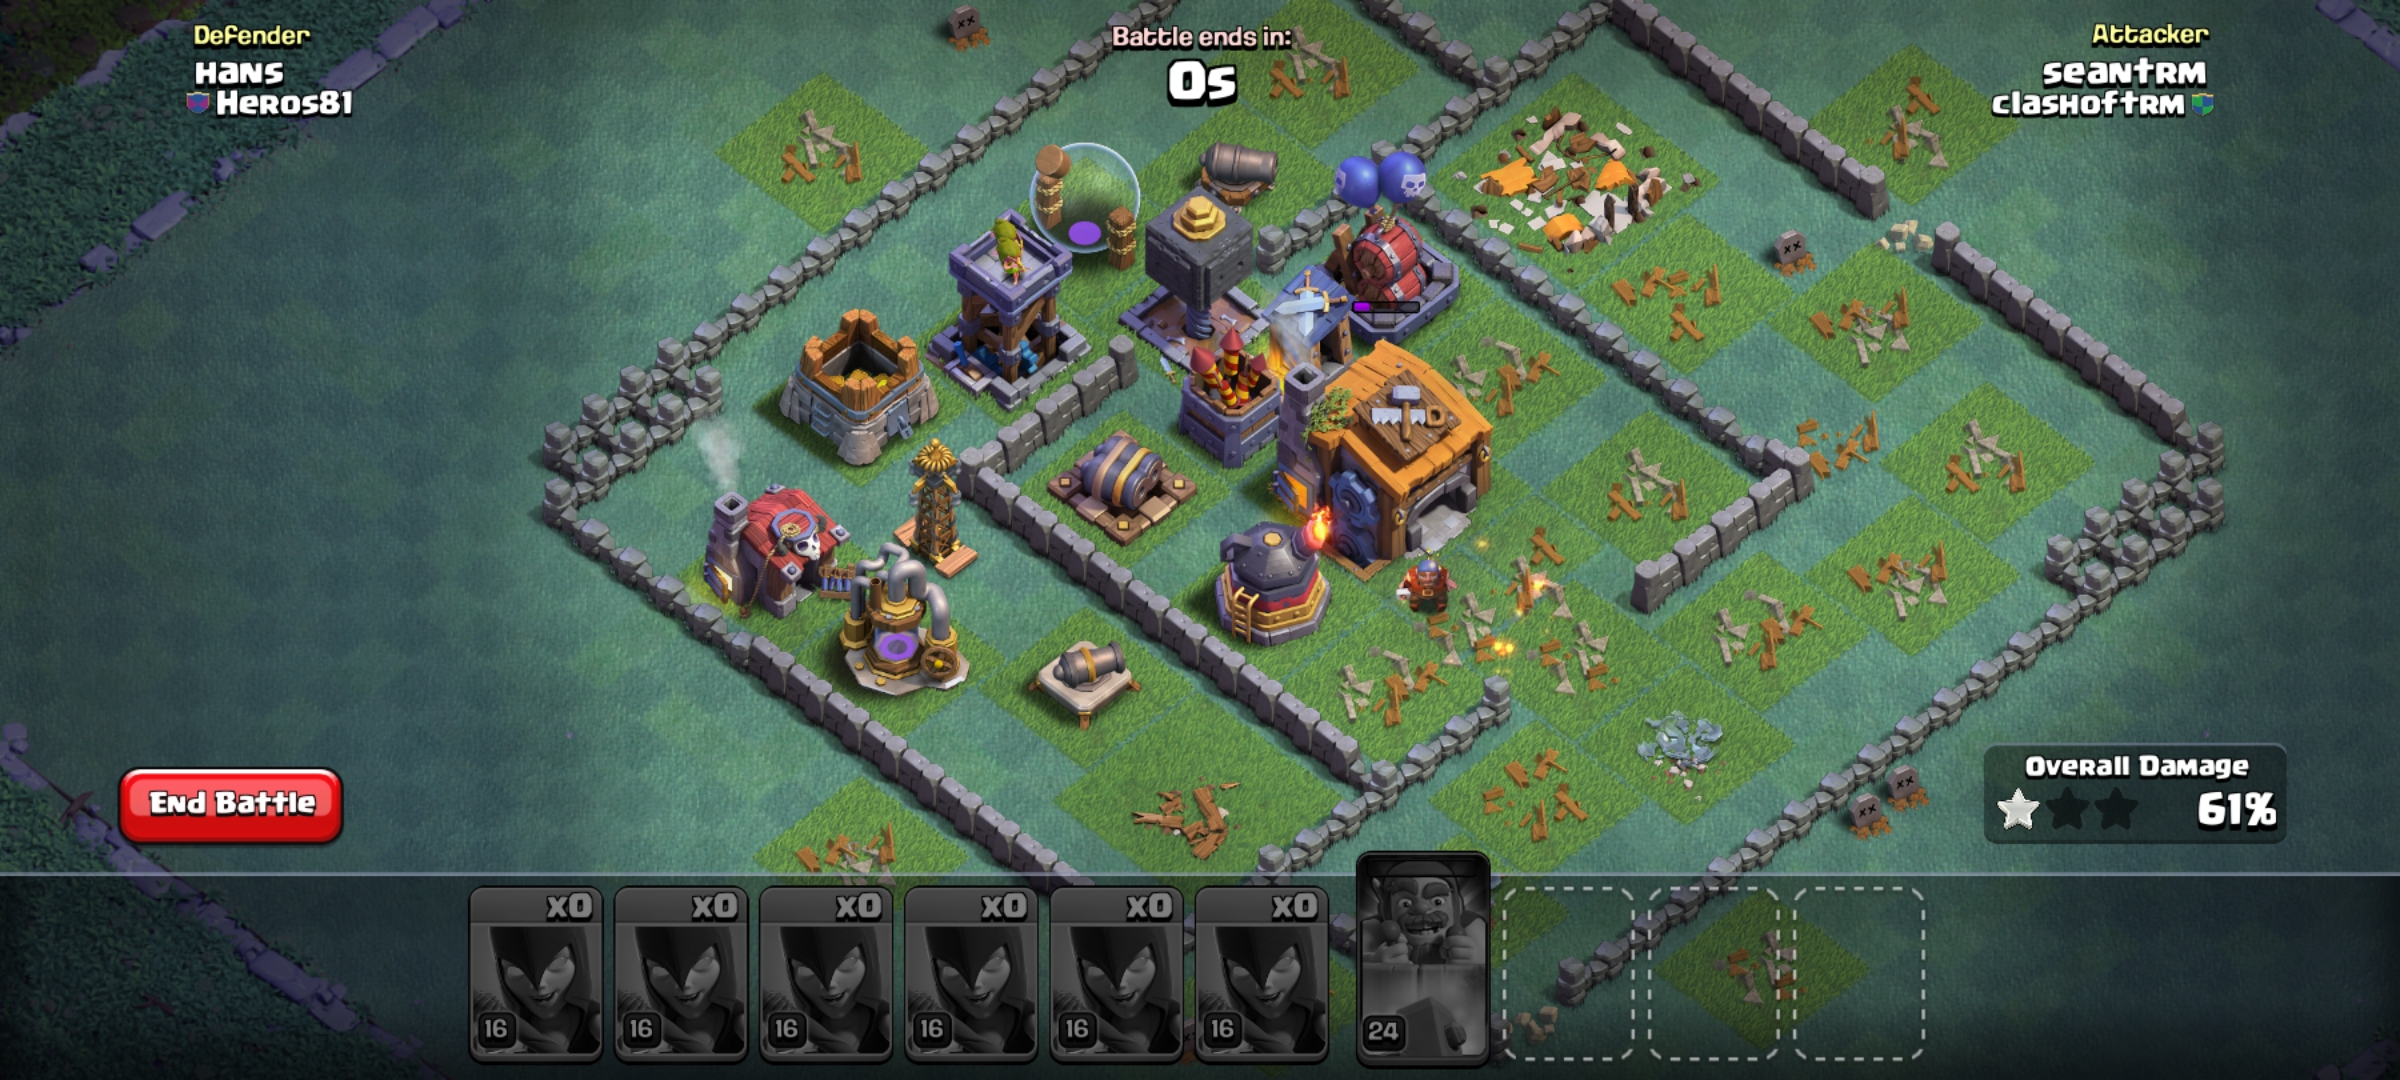 Defender
Hans
Heros81
Battle ends in:
0s
Attacker
seantRM
clashoftRM
End Battle
Overall Damage
61%
x0 x0 x0 x0 x0 x0
16 16 16 16 16 16 24